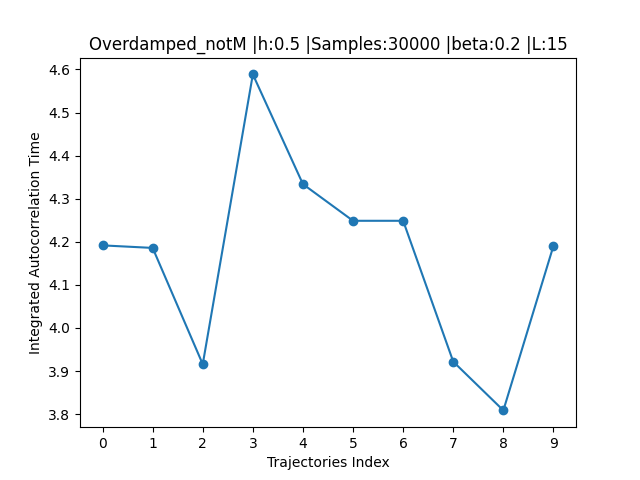 Overdamped_notM |h:0.5 |Samples:30000 |beta:0.2 |L:15
4.6
4.5
4.4
4.3
4.2
4.1
4.0
3.9
3.8
Integrated Autocorrelation Time
0 1 2 3 4 5 6 7 8 9
Trajectories Index